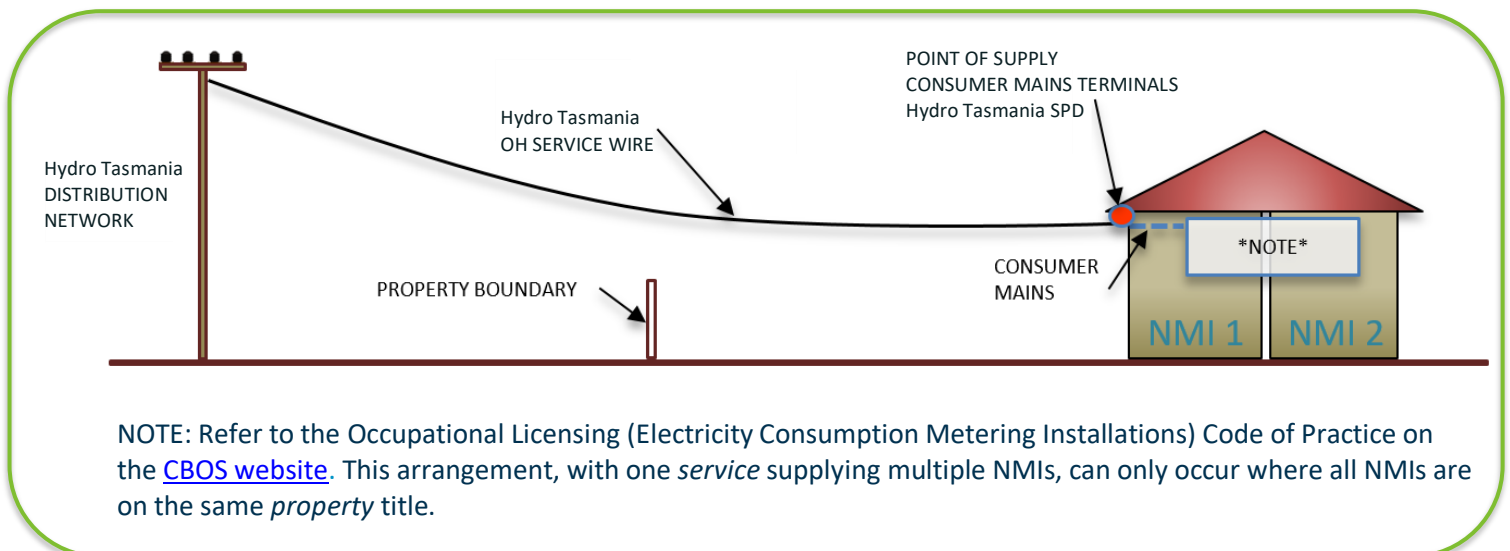 POINT OF SUPPLY
CONSUMER MAINS TERMINALS
Hydro Tasmania SPD
Hydro Tasmania
OH SERVICE WIRE
Hydro Tasmania
DISTRIBUTION
NETWORK
*NOTE*
CONSUMER
MAINS
PROPERTY BOUNDARY
NMI 1
NMI 2
NOTE: Refer to the Occupational Licensing (Electricity Consumption Metering Installations) Code of Practice on
the CBOS website. This arrangement, with one service supplying multiple NMIs, can only occur where all NMIs are
on the same property title.